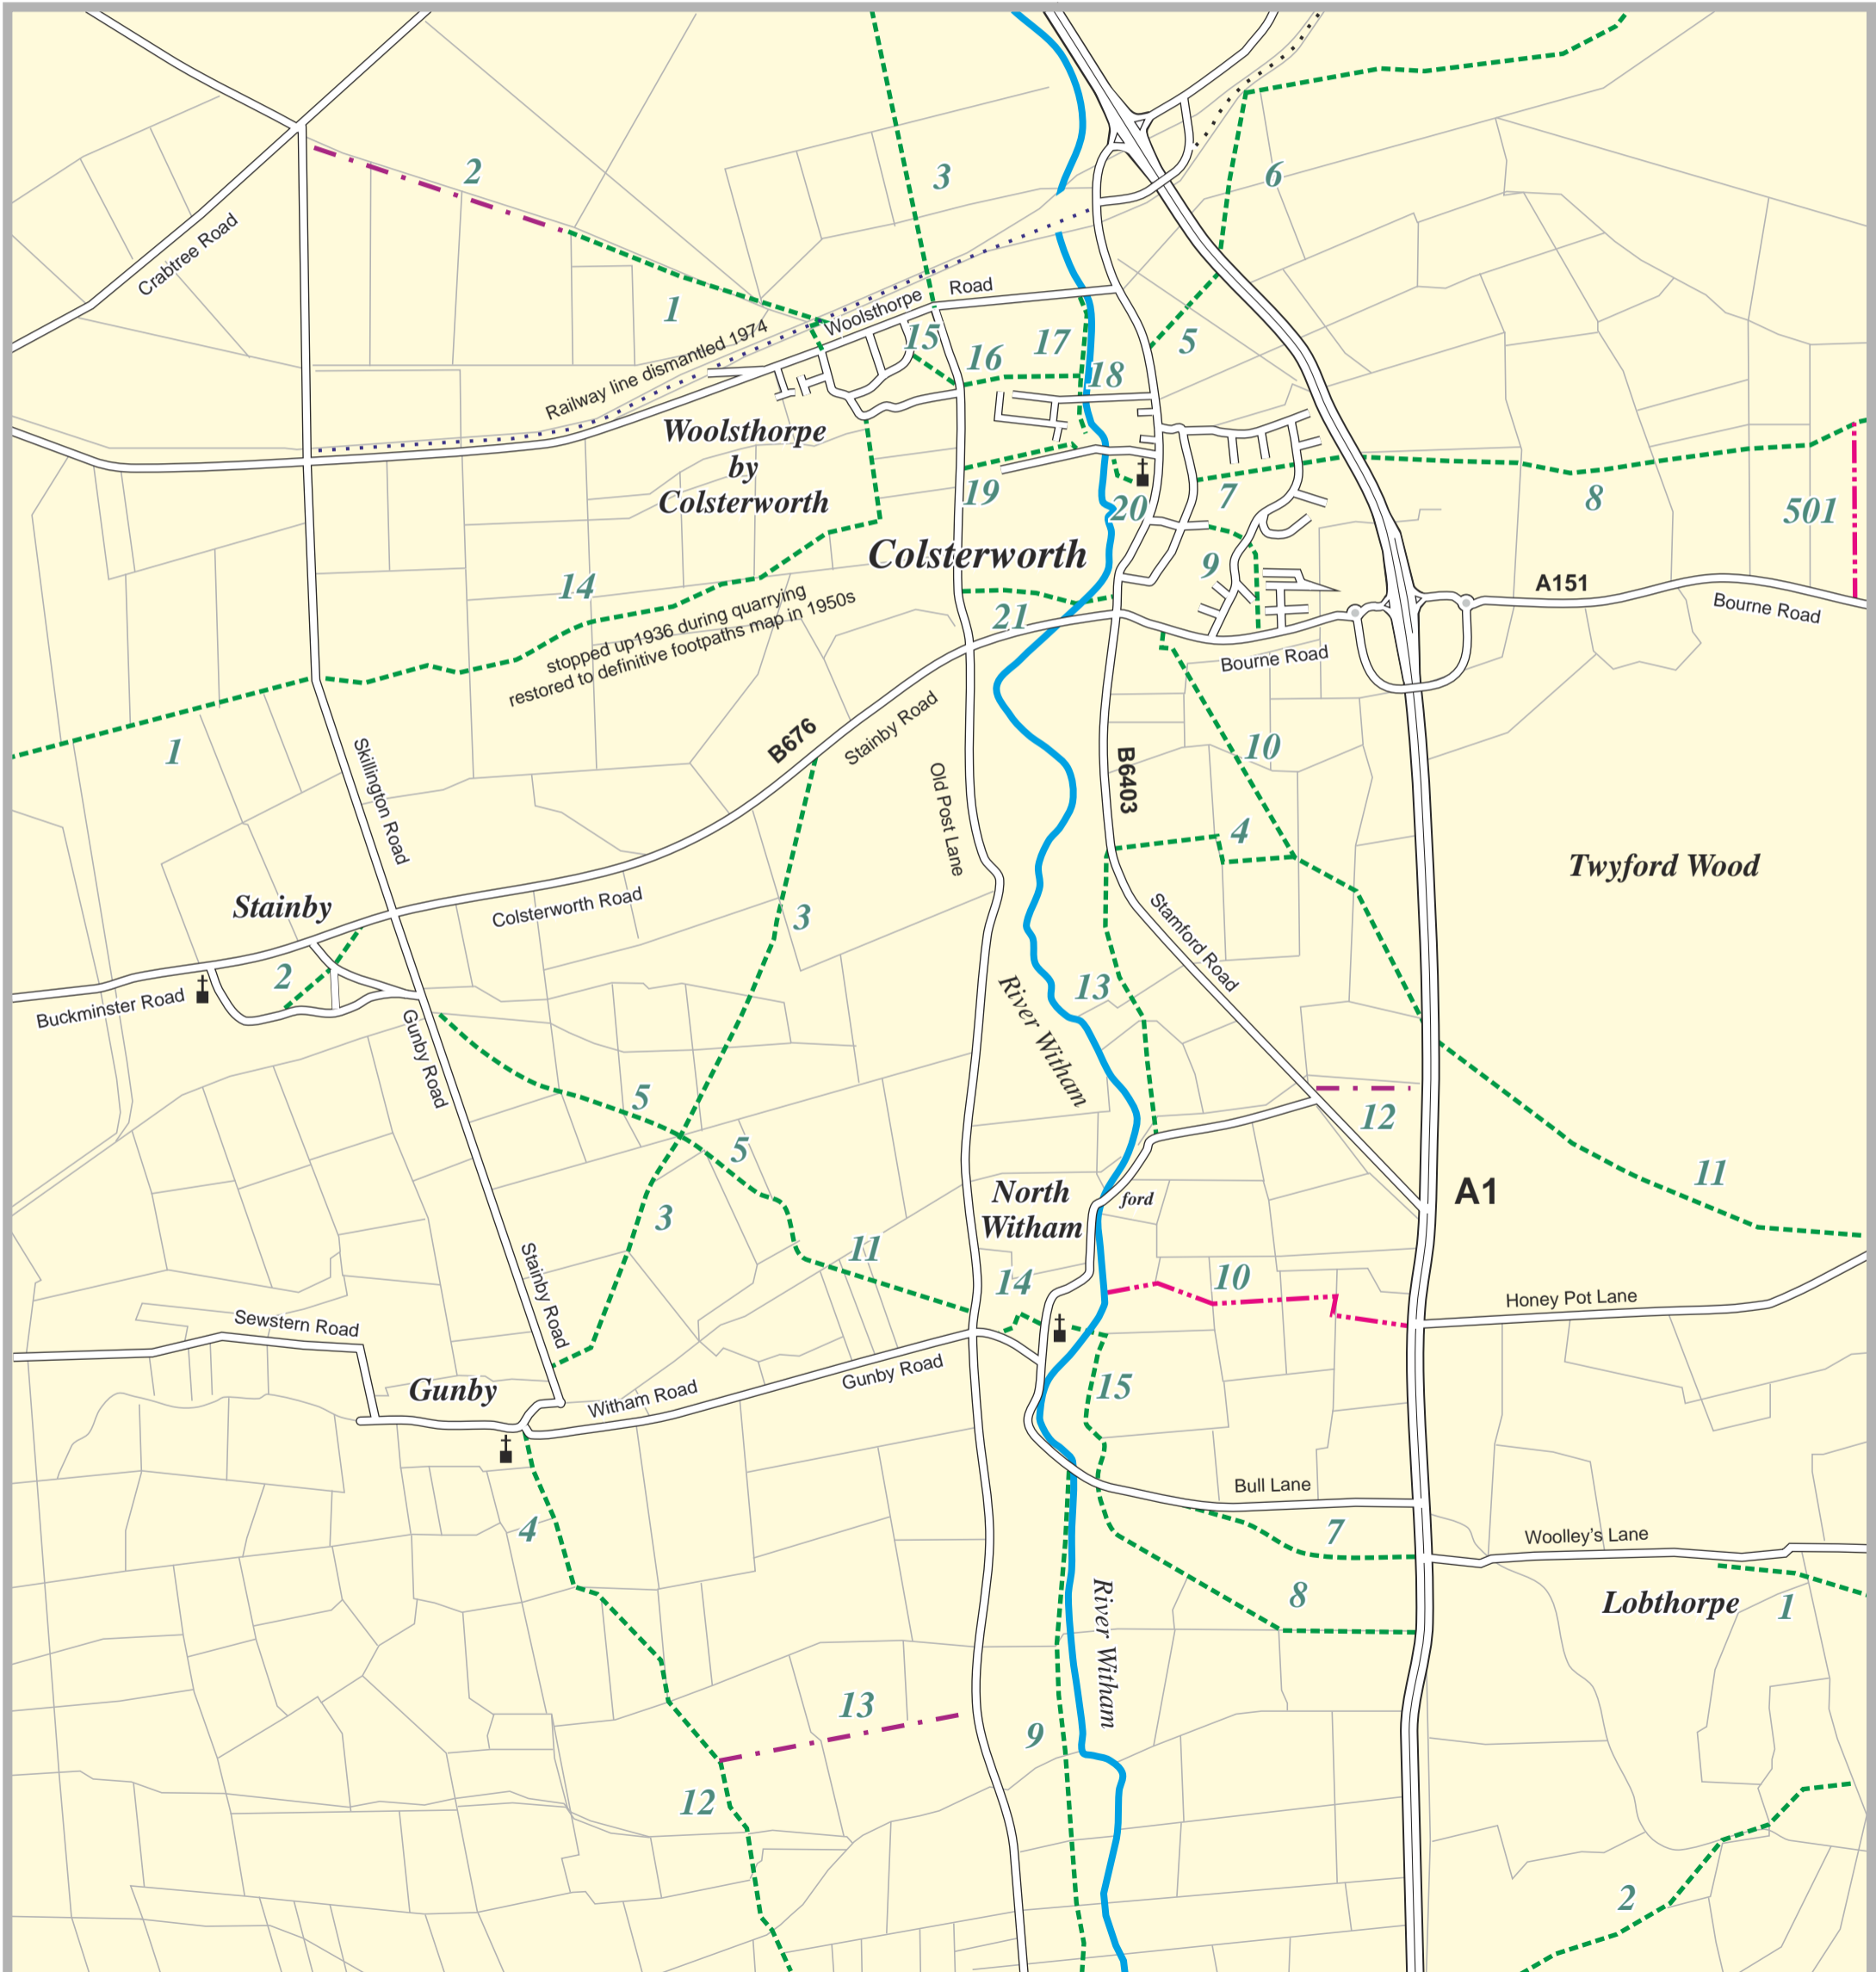 2
3
6
Crabtree Road
1
Woolsthorpe Road
Railway line dismantled 1974
15
16
17
18
5
Woolsthorpe
by
Colsterworth
19
20
7
8
501
Colsterworth
9
14
stopped up1936 during quarrying
restored to definitive footpaths map in 1950s
21
A151
Bourne Road
Bourne Road
1
Skillington Road
B676
Stainby Road
Old Post Lane
B6403
10
4
Twyford Wood
Stainby
Colsterworth Road
3
Stamford Road
2
Buckminster Road
13
River Witham
Gunby Road
5
5
12
11
North
Witham
ford
A1
3
11
14
10
Stainby Road
Honey Pot Lane
Sewstern Road
Gunby
Witham Road
Gunby Road
15
Bull Lane
4
7
Woolley's Lane
8
Lobthorpe
1
River Witham
13
9
12
2